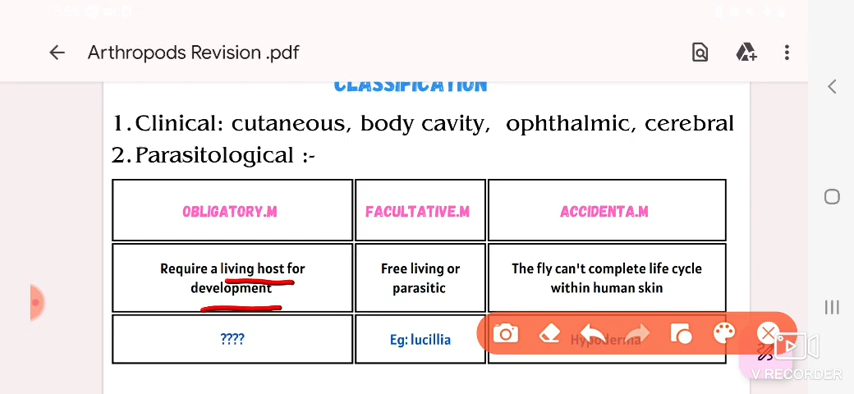 Arthropods Revision .pdf
CLASSIFICATION
1. Clinical: cutaneous, body cavity, ophthalmic, cerebral
2. Parasitological :-
OBLIGATORY.M
FACULTATIVE.M
ACCIDENTA.M
Require a living host for
development
Free living or
parasitic
The fly can't complete life cycle
within human skin
????
Eg: lucillia
Hypoderma
V RECORDER